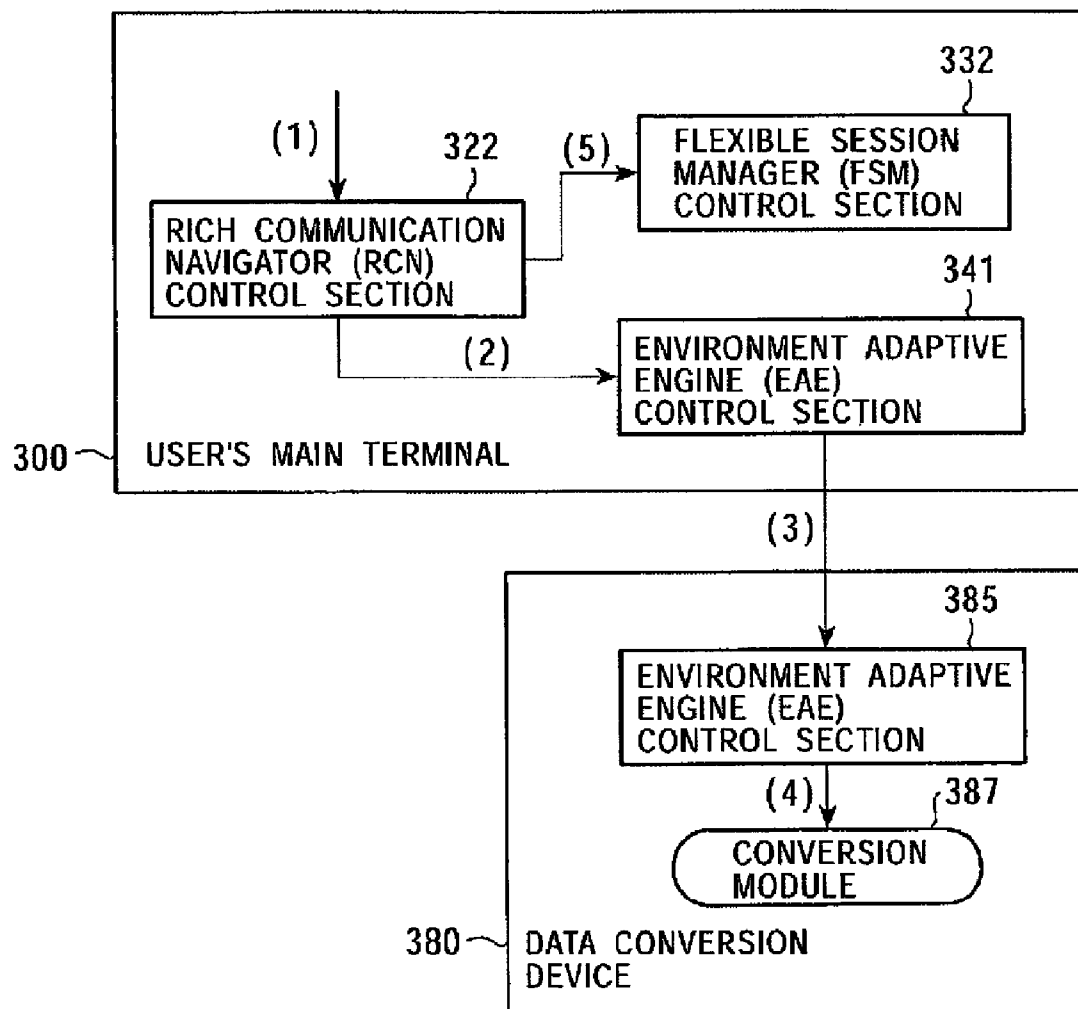 332
(1)
322
(5)
FLEXIBLE SESSION
MANAGER (FSM)
CONTROL SECTION
RICH COMMUNICATION
NAVIGATOR (RCN)
CONTROL SECTION
341
(2)
ENVIRONMENT ADAPTIVE
ENGINE (EAE)
CONTROL SECTION
300
USER'S MAIN TERMINAL
(3)
385
ENVIRONMENT ADAPTIVE
ENGINE (EAE)
CONTROL SECTION
(4)
387
CONVERSION
MODULE
380
DATA CONVERSION
DEVICE